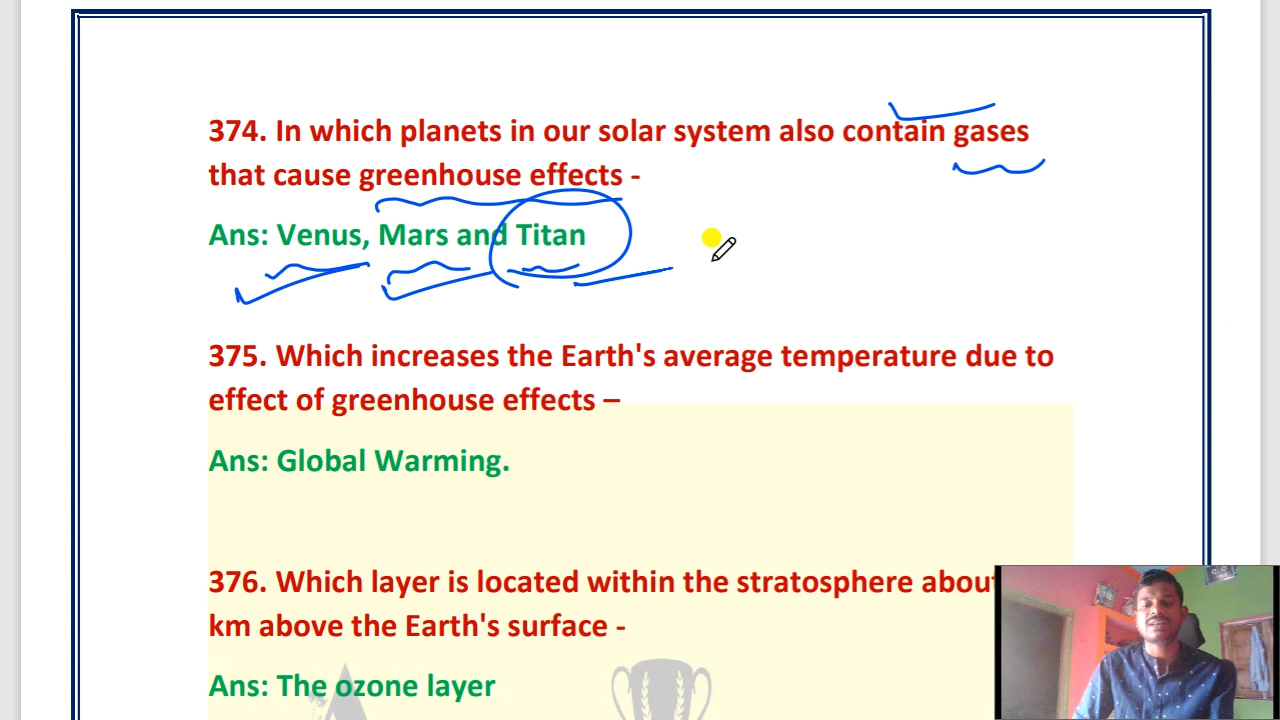 374. In which planets in our solar system also contain gases
that cause greenhouse effects -
Ans: Venus, Mars and Titan
375. Which increases the Earth's average temperature due to
effect of greenhouse effects –
Ans: Global Warming.
376. Which layer is located within the stratosphere about
km above the Earth's surface -
Ans: The ozone layer